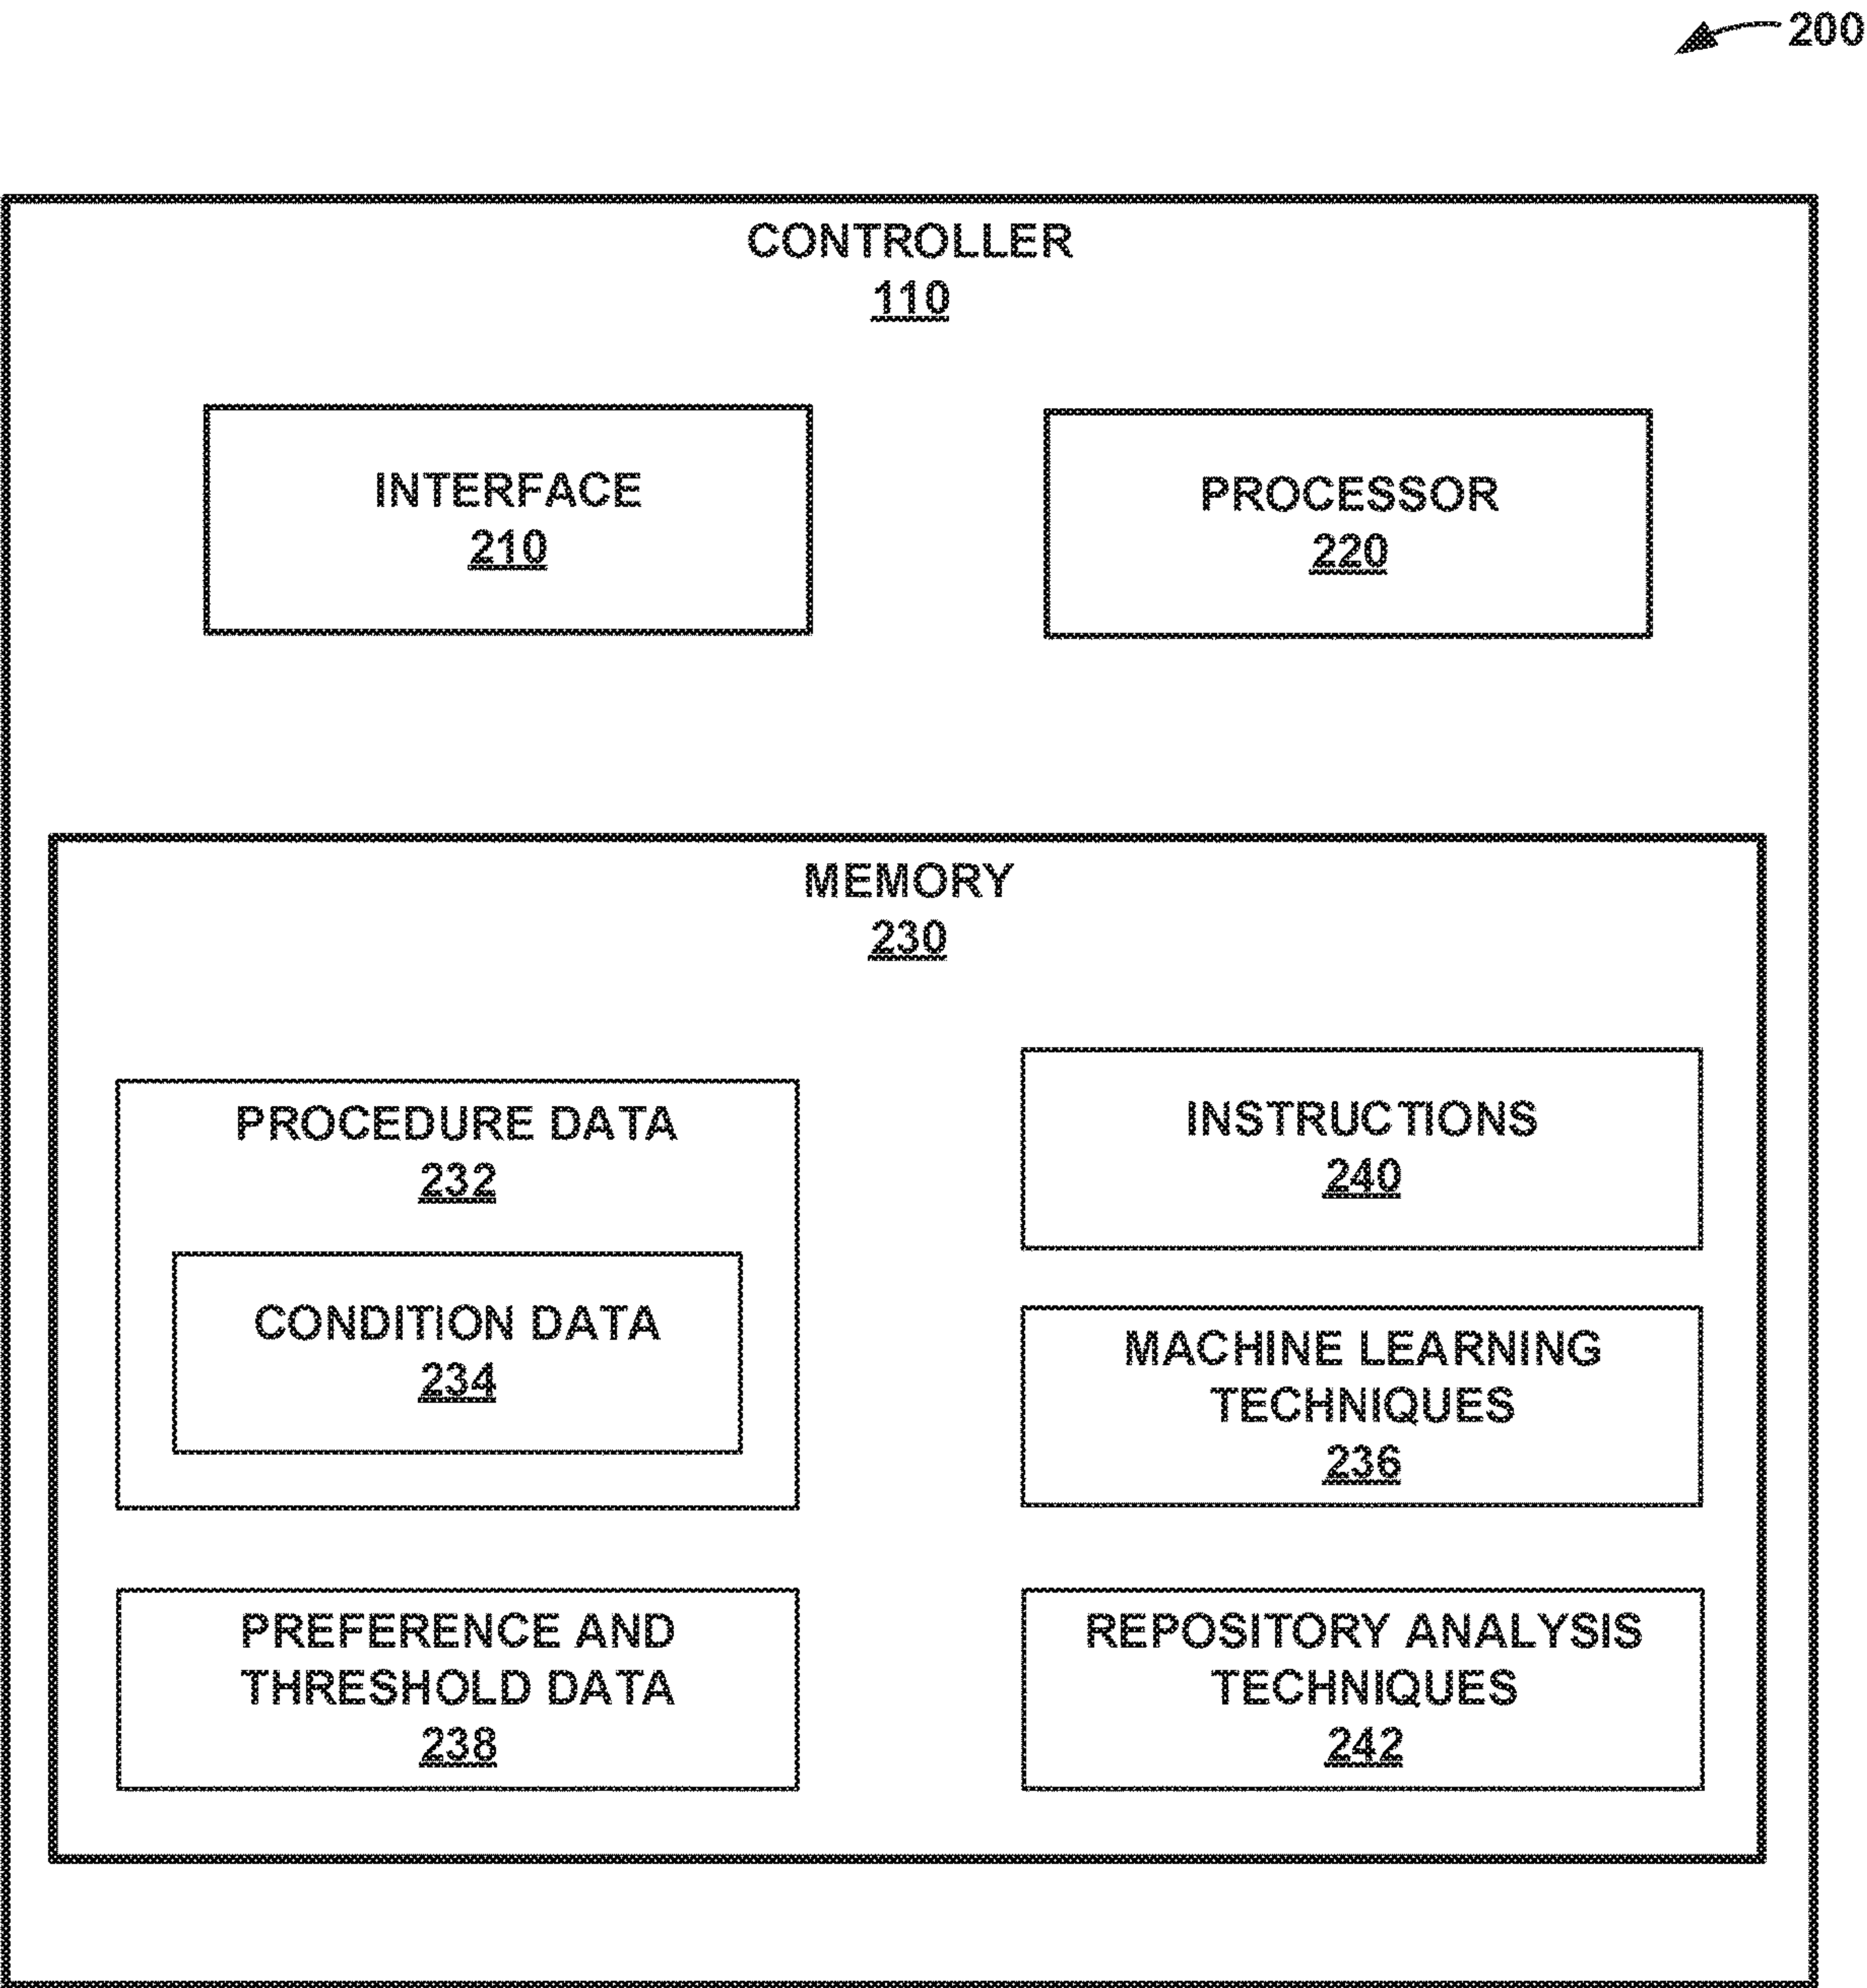 200
CONTROLLER
110
INTERFACE
210
PROCESSOR
220
MEMORY
230
PROCEDURE DATA
232
CONDITION DATA
234
INSTRUCTIONS
240
MACHINE LEARNING
TECHNIQUES
236
PREFERENCE AND
THRESHOLD DATA
238
REPOSITORY ANALYSIS
TECHNIQUES
242